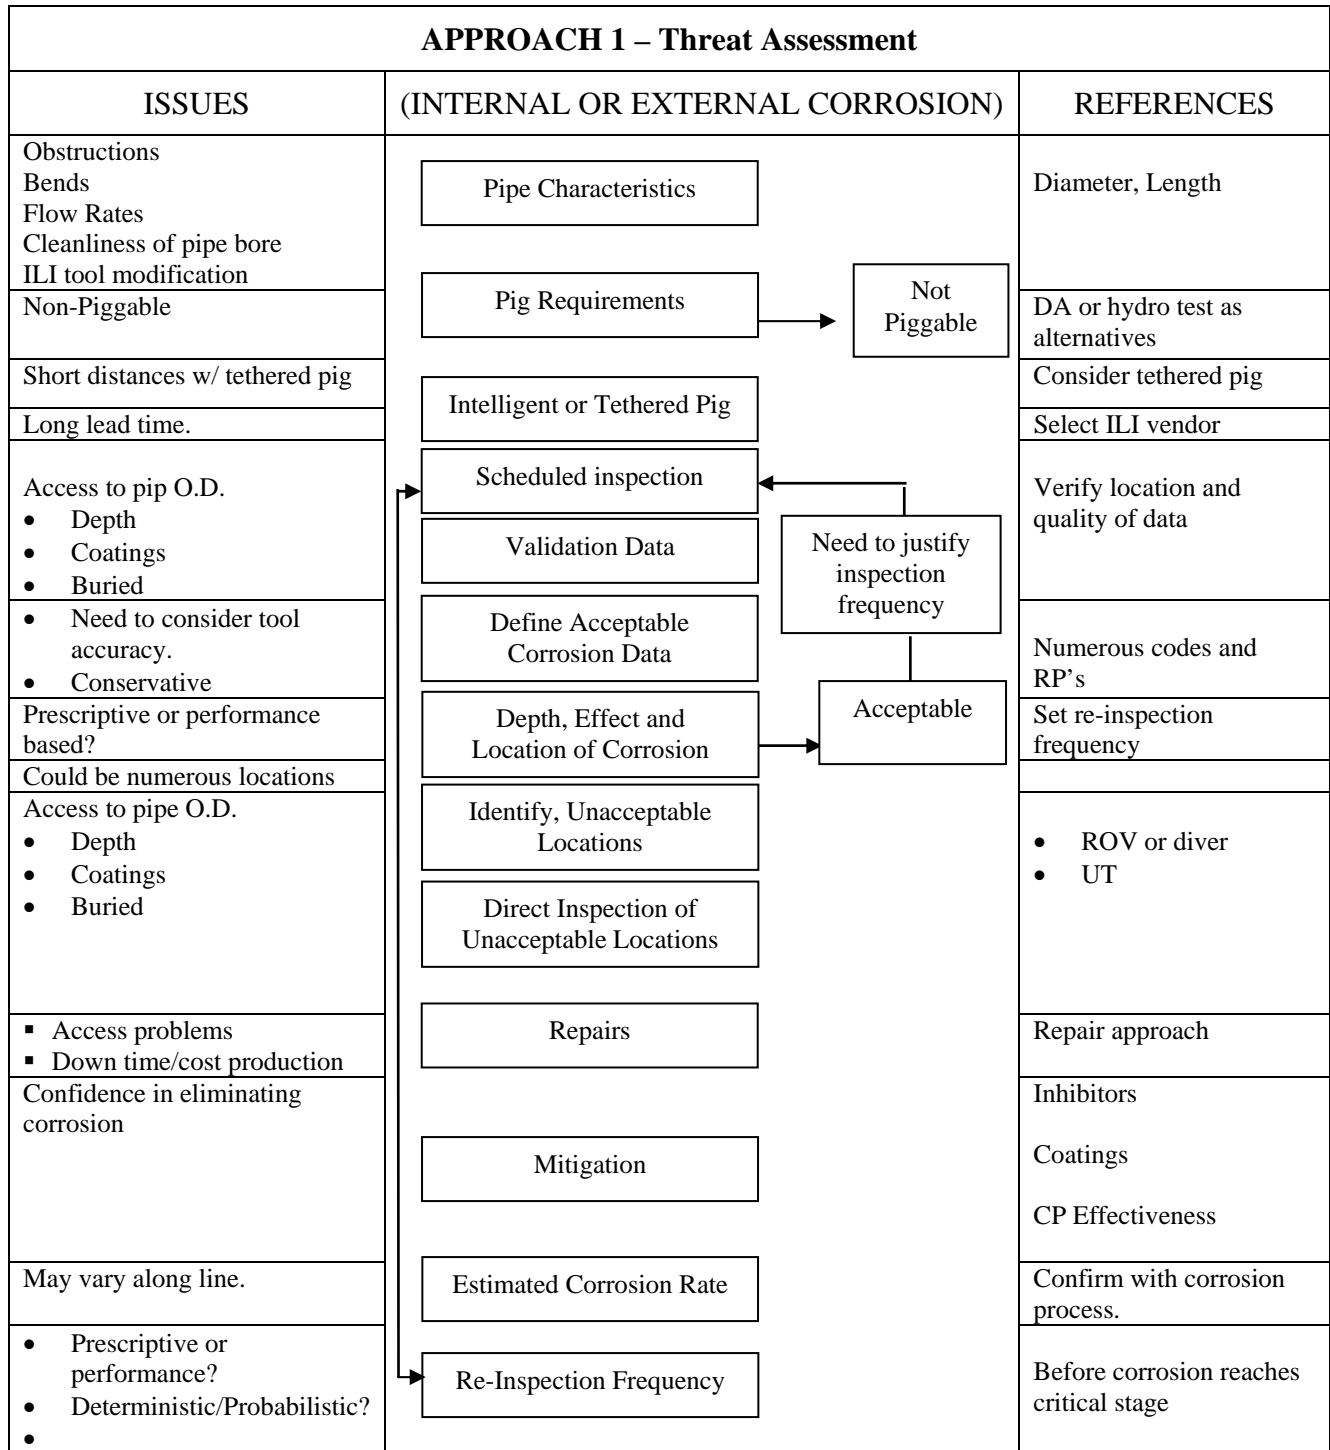 APPROACH 1 – Threat Assessment
ISSUES
(INTERNAL OR EXTERNAL CORROSION)
REFERENCES
Obstructions
Bends
Flow Rates
Cleanliness of pipe bore
ILI tool modification
Pipe Characteristics
Diameter, Length
Non-Piggable
Pig Requirements
Not
Piggable
DA or hydro test as
alternatives
Short distances w/ tethered pig
Intelligent or Tethered Pig
Consider tethered pig
Long lead time.
Select ILI vendor
Access to pip O.D.
• Depth
• Coatings
• Buried
Scheduled inspection
Validation Data
Need to justify
inspection
frequency
Verify location and
quality of data
• Need to consider tool
accuracy.
• Conservative
Define Acceptable
Corrosion Data
Numerous codes and
RP’s
Prescriptive or performance
based?
Depth, Effect and
Location of Corrosion
Acceptable
Set re-inspection
frequency
Could be numerous locations
Access to pipe O.D.
• Depth
• Coatings
• Buried
Identify, Unacceptable
Locations
Direct Inspection of
Unacceptable Locations
• ROV or diver
• UT
▪ Access problems
▪ Down time/cost production
Repairs
Repair approach
Confidence in eliminating
corrosion
Mitigation
Inhibitors
Coatings
CP Effectiveness
May vary along line.
Estimated Corrosion Rate
Confirm with corrosion
process.
• Prescriptive or
performance?
• Deterministic/Probabilistic?
•
Re-Inspection Frequency
Before corrosion reaches
critical stage